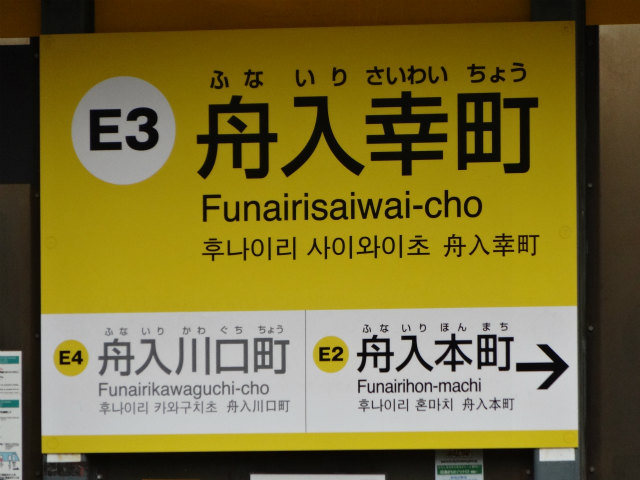 ふな いり さいわい ちょう
E3 舟入幸町
Funairisaiwai-cho
후나이리 사이와이초 舟入幸町
ふな いり かわ ぐち ちょう
E4 舟入川口町
Funairikawaguchi-cho
후나이리 카와구치초 舟入川口町
ふな いり ほん まち
E2 舟入本町 →
Funairihon-machi
후나이리 혼마치 舟入本町